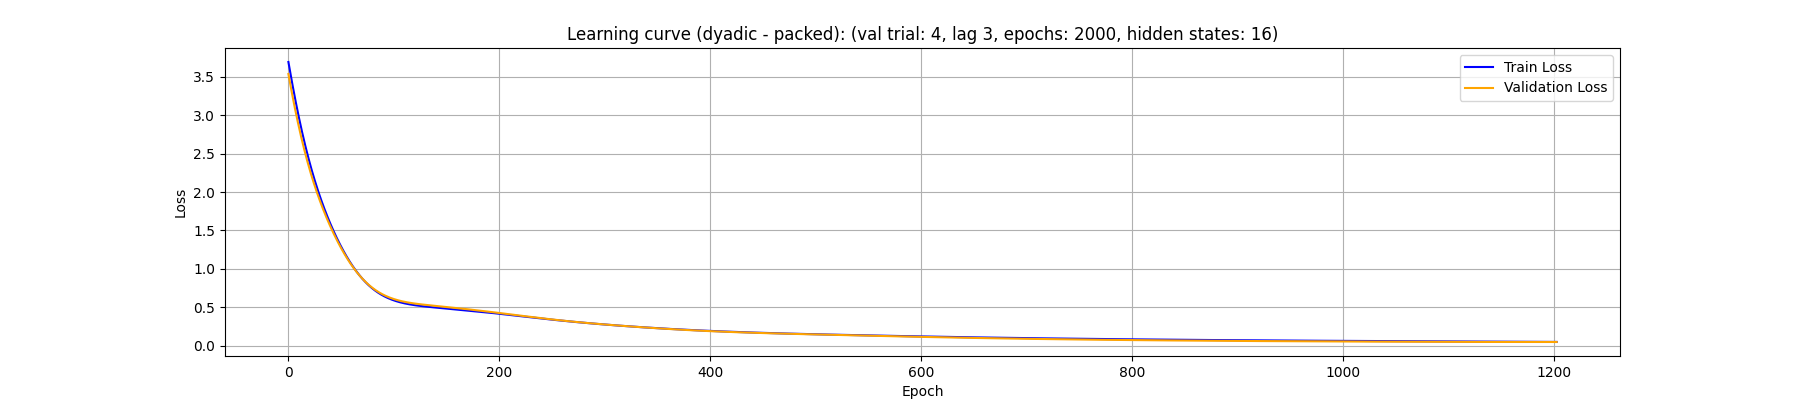 Learning curve (dyadic - packed): (val trial: 4, lag 3, epochs: 2000, hidden states: 16)
Train Loss
Validation Loss
Loss
3.5
3.0
2.5
2.0
1.5
1.0
0.5
0.0
0 200 400 600 800 1000 1200
Epoch